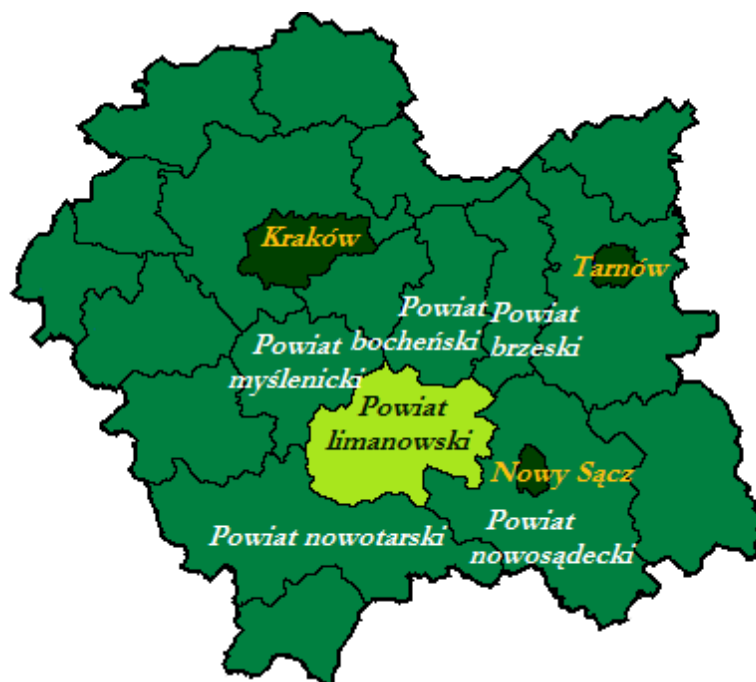 Kraków
Tarnów
Powiat
bocheński
Powiat
brzeski
Powiat
myślenicki
Powiat
limanowski
Nowy Sącz
Powiat nowotarski
Powiat
nowosądecki